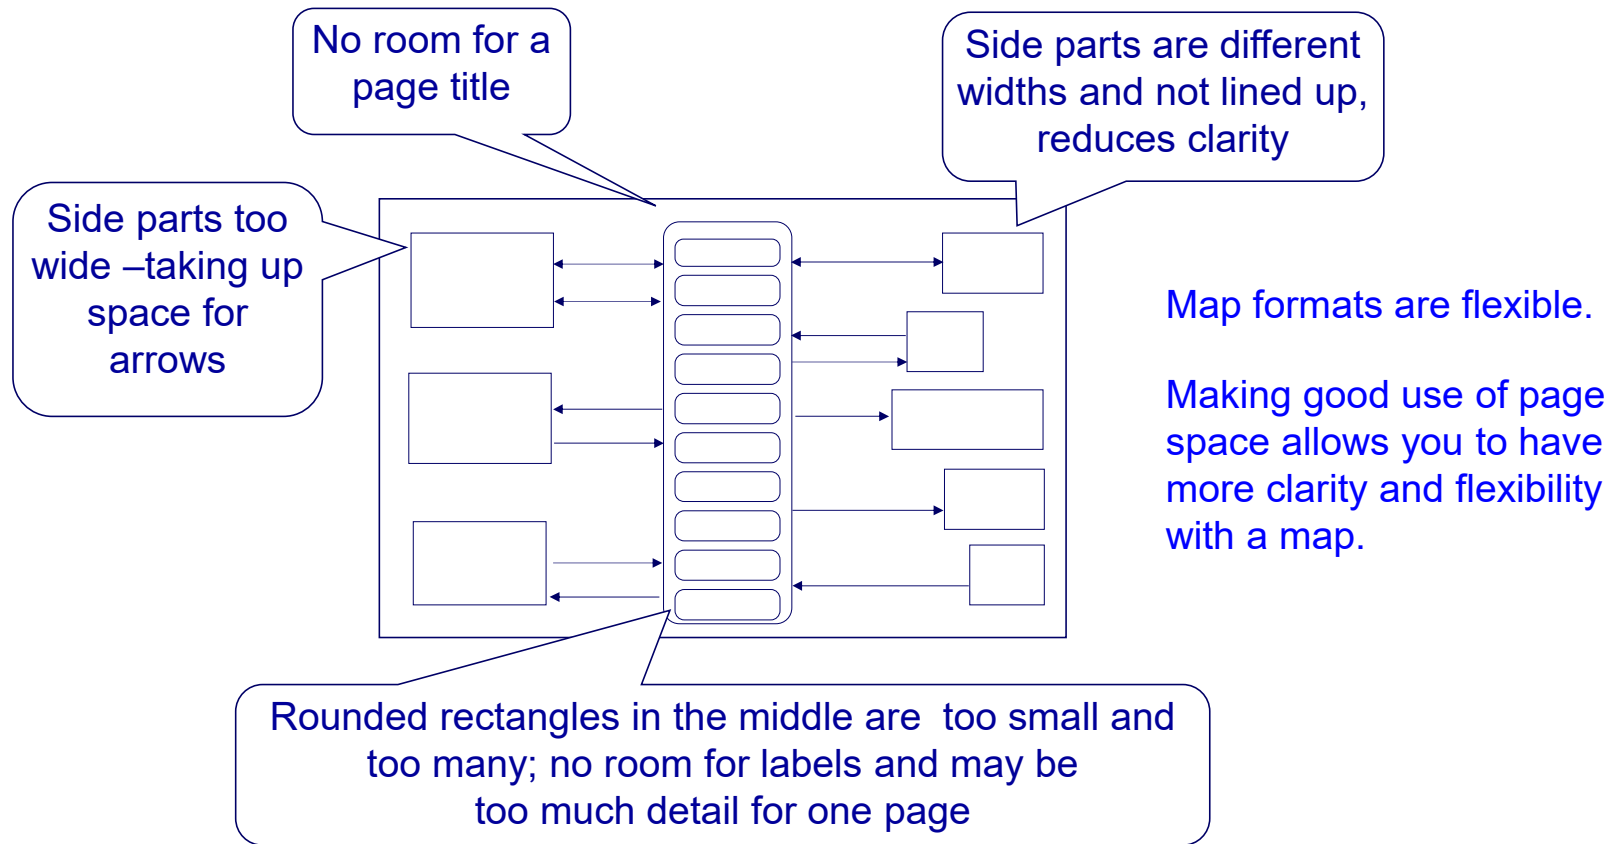 No room for a
page title
Side parts are different
widths and not lined up,
reduces clarity
Side parts too
wide –taking up
space for
arrows
Map formats are flexible.
Making good use of page
space allows you to have
more clarity and flexibility
with a map.
Rounded rectangles in the middle are  too small and
too many; no room for labels and may be
too much detail for one page